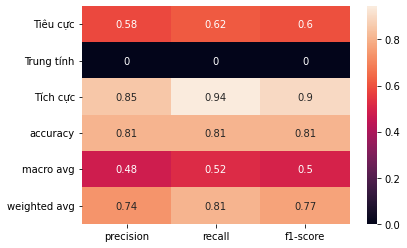 Tiêu cực 0.58 0.62 0.6
Trung tính 0 0 0
Tích cực 0.85 0.94 0.9
accuracy 0.81 0.81 0.81
macro avg 0.48 0.52 0.5
weighted avg 0.74 0.81 0.77
precision recall f1-score
0.8
0.6
0.4
0.2
0.0